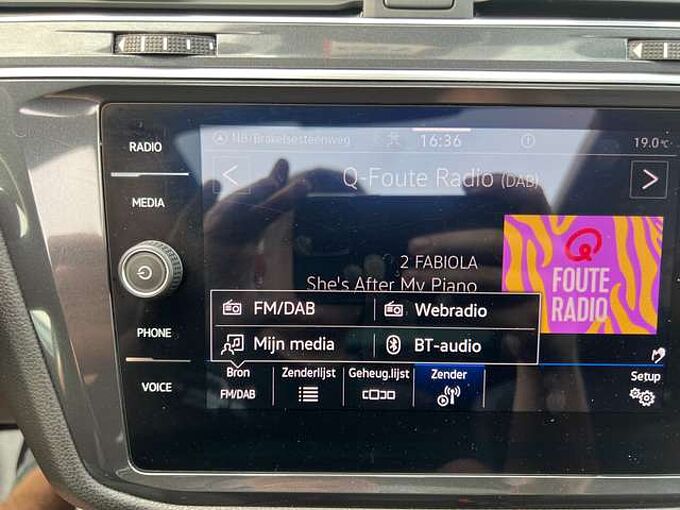 RADIO
MEDIA
PHONE
VOICE
N8/Brakelsesteenweg 16:36 19.0°C
Q-Foute Radio (DAB)
2 FABIOLA
She's After My Piano
FOUTE
RADIO
FM/DAB Webradio
Mijn media BT-audio
Bron Zenderlijst Geheug.lijst Zender Setup
FM/DAB